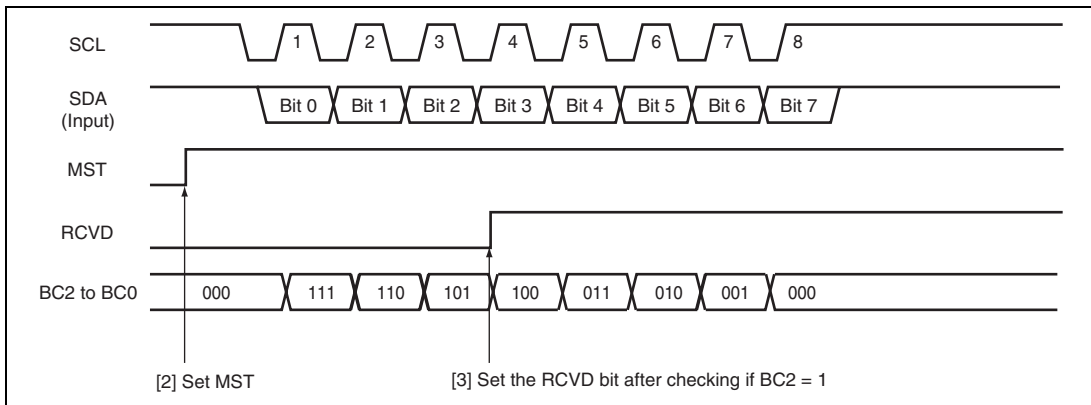 SCL 1 2 3 4 5 6 7 8
SDA
(Input)
Bit 0 Bit 1 Bit 2 Bit 3 Bit 4 Bit 5 Bit 6 Bit 7
MST
RCVD
BC2 to BC0 000 111 110 101 100 011 010 001 000
[2] Set MST [3] Set the RCVD bit after checking if BC2 = 1